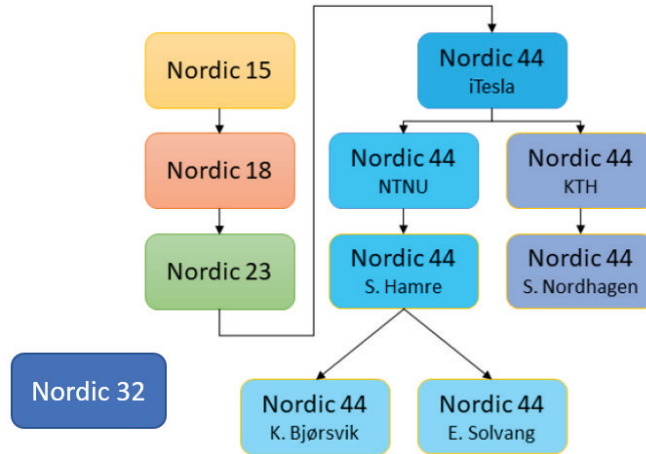 Nordic 15
Nordic 18
Nordic 23
Nordic 32
Nordic 44
iTesla
Nordic 44
NTNU
Nordic 44
KTH
Nordic 44
S. Hamre
Nordic 44
S. Nordhagen
Nordic 44
K. Bjørsvik
Nordic 44
E. Solvang